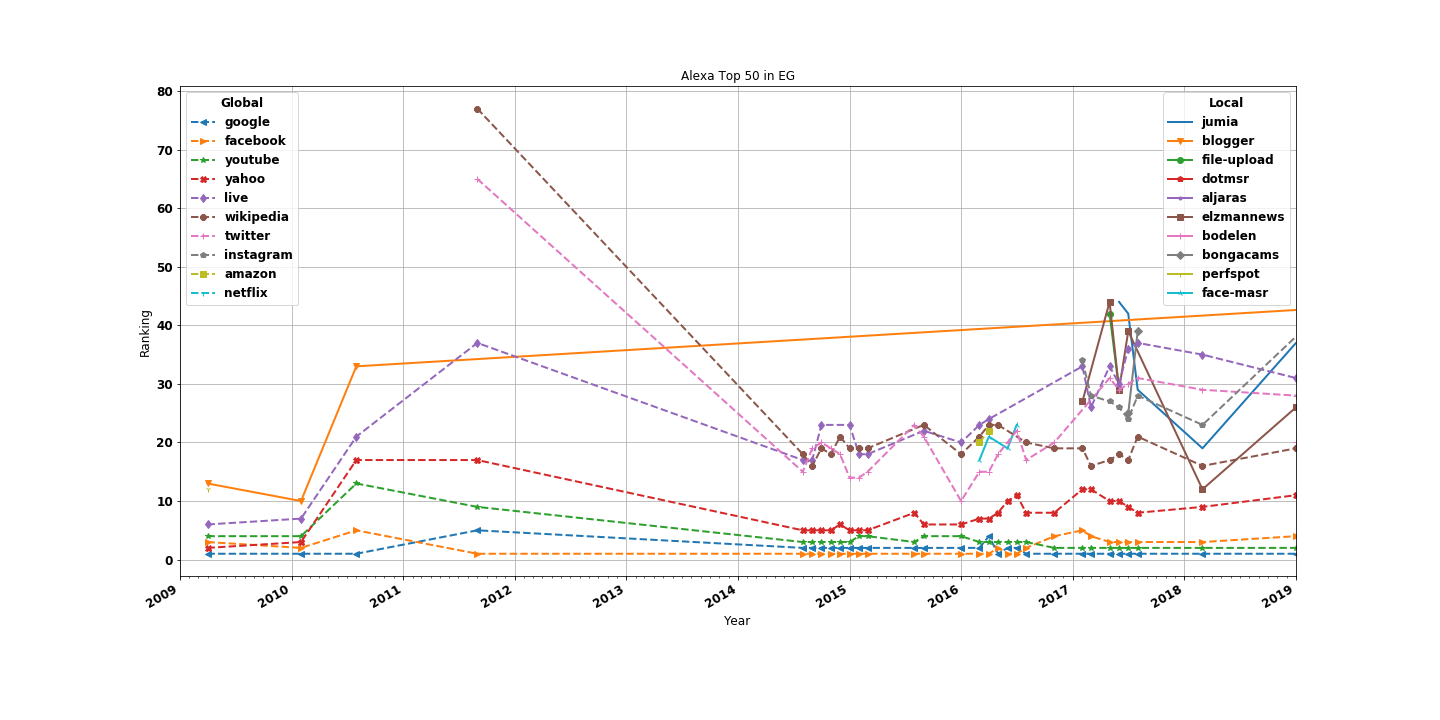 Alexa Top 50 in EG
Ranking
80
70
60
50
40
30
20
10
0
Global
google
facebook
youtube
yahoo
live
wikipedia
twitter
instagram
amazon
netflix
Local
jumia
blogger
file-upload
dotmsr
aljaras
elzmannews
bodelen
bongacams
perfspot
face-masr
2009
2010
2011
2012
2013
2014
2015
2016
2017
2018
2019
Year